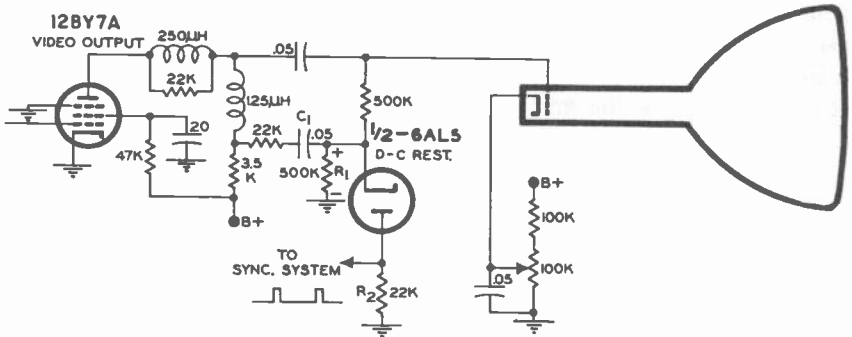 12BY7A
VIDEO OUTPUT
250µH
22K
.05
125µH
500K
1/2-6AL5
D-C REST.
20
47K
22K
C1
.05
3.5
K
500K
R1
+
-
B+
TO
SYNC. SYSTEM
R2
22K
B+
100K
100K
.05